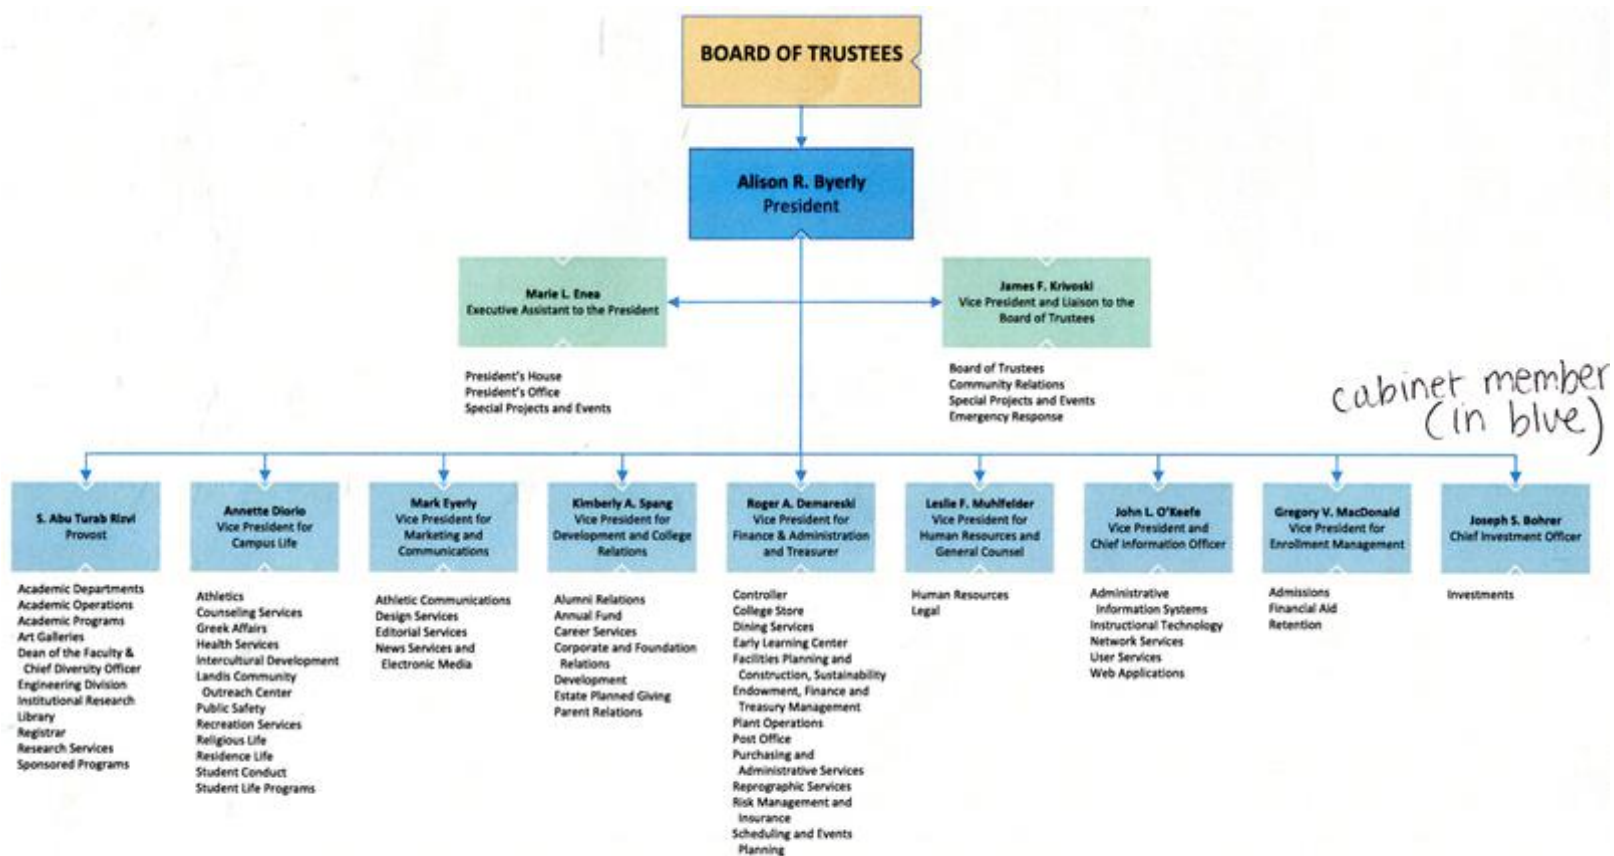 BOARD OF TRUSTEES
Alison R. Byerly
President
Marie L. Enea
Executive Assistant to the President
President's House
President's Office
Special Projects and Events
James F. Krivoski
Vice President and Liaison to the
Board of Trustees
Board of Trustees
Community Relations
Special Projects and Events
Emergency Response
cabinet member
(in blue)
S. Abu Turab Rizvi
Provost
Academic Departments
Academic Operations
Academic Programs
Art Galleries
Dean of the Faculty &
Chief Diversity Officer
Engineering Division
Institutional Research
Library
Registrar
Research Services
Sponsored Programs
Annette Diorio
Vice President for
Campus Life
Athletics
Counseling Services
Greek Affairs
Health Services
Intercultural Development
Landis Community
Outreach Center
Public Safety
Recreation Services
Religious Life
Residence Life
Student Conduct
Student Life Programs
Mark Eyerly
Vice President for
Marketing and
Communications
Athletic Communications
Design Services
Editorial Services
News Services and
Electronic Media
Kimberly A. Spang
Vice President for
Development and College
Relations
Alumni Relations
Annual Fund
Career Services
Corporate and Foundation
Relations
Development
Estate Planned Giving
Parent Relations
Roger A. Demareski
Vice President for
Finance & Administration
and Treasurer
Controller
College Store
Dining Services
Early Learning Center
Facilities Planning and
Construction, Sustainability
Endowment, Finance and
Treasury Management
Plant Operations
Post Office
Purchasing and
Administrative Services
Reprographic Services
Risk Management and
Insurance
Scheduling and Events
Planning
Leslie F. Muhlfelder
Vice President for
Human Resources and
General Counsel
Human Resources
Legal
John L. O'Keefe
Vice President and
Chief Information Officer
Administrative
Information Systems
Instructional Technology
Network Services
User Services
Web Applications
Gregory V. MacDonald
Vice President for
Enrollment Management
Admissions
Financial Aid
Retention
Joseph S. Bohrer
Chief Investment Officer
Investments